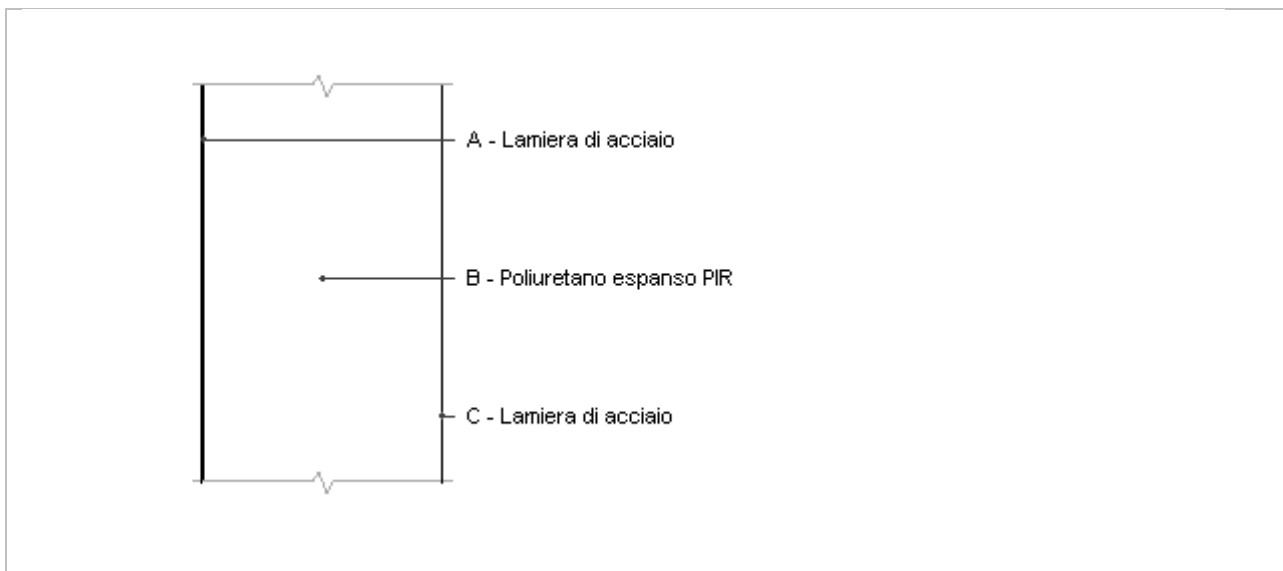 A - Lamiera di acciaio
B - Poliuretano espanso PIR
C - Lamiera di acciaio